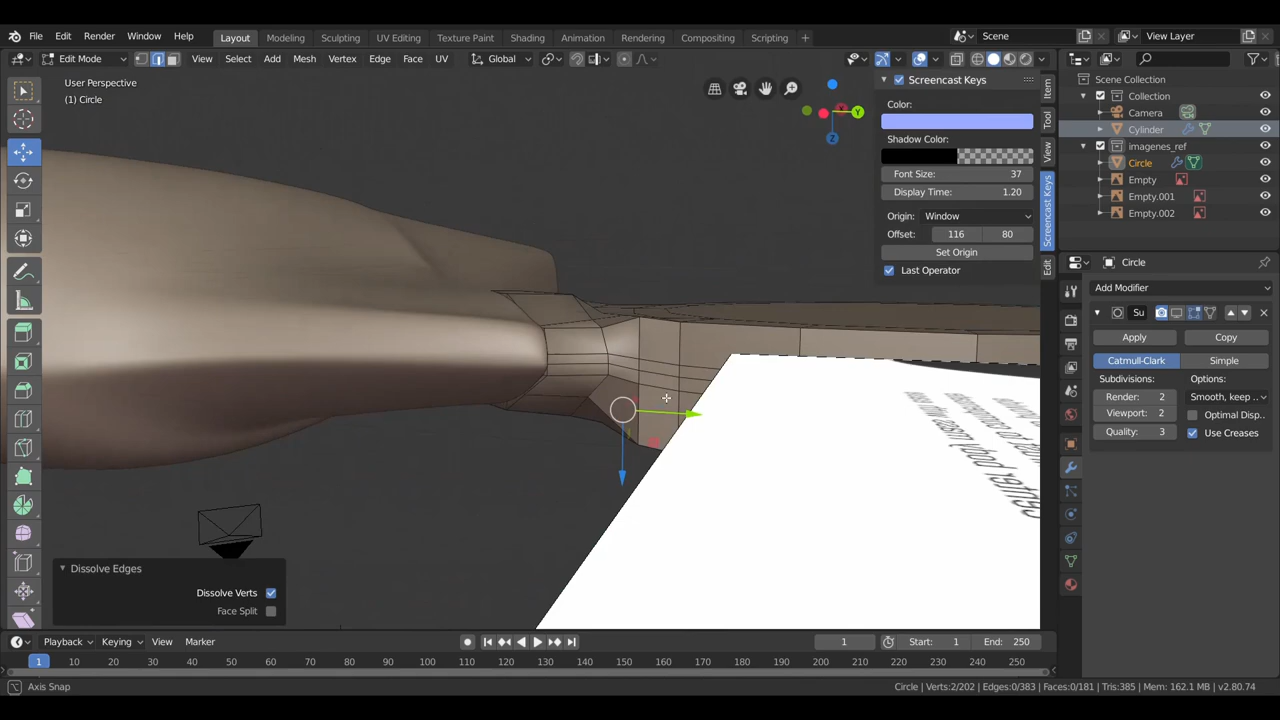 File Edit Render Window Help Layout Modeling Sculpting UV Editing Texture Paint Shading Animation Rendering Compositing Scripting + Scene View Layer
Edit Mode View Select Add Mesh Vertex Edge Face UV Global
User Perspective
(1) Circle
Screencast Keys
Color:
Shadow Color:
Font Size: 37
Display Time: 1.20
Origin: Window
Offset: 116 80
Set Origin
Last Operator
Item
Tool
View
Screencast Keys
Edit
X
Y
Z
Scene Collection
Collection
Camera
Cylinder
imagenes_ref
Circle
Empty
Empty.001
Empty.002
Circle
Add Modifier
Su
Apply Copy
Catmull-Clark Simple
Subdivisions: Options:
Render: 2 Smooth, keep ..
Viewport: 2 Optimal Disp..
Quality: 3 Use Creases
Dissolve Edges
Dissolve Verts
Face Split
Playback Keying View Marker 1 Start: 1 End: 250
1 10 20 30 40 50 60 70 80 90 100 110 120 130 140 150 160 170 180 190 200 210 220 230 240 250
Axis Snap Circle | Verts:2/202 | Edges:0/383 | Faces:0/181 | Tris:385 | Mem: 162.1 MB | v2.80.74